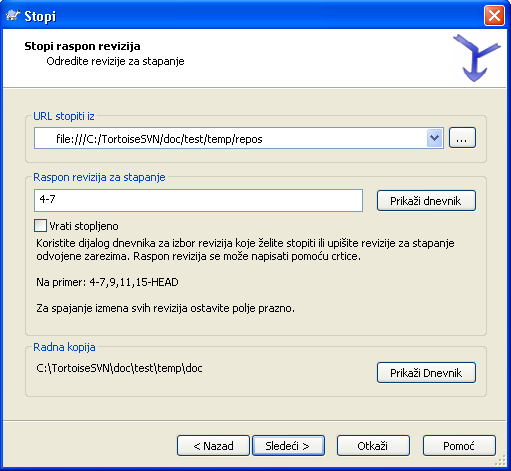 Stopi
Stopi raspon revizija
Odredite revizije za stapanje
URL stopiti iz
file:///C:/TortoiseSVN/doc/test/temp/repos
...
Raspon revizija za stapanje
4-7
Prikaži dnevnik
Vrati stopljeno
Koristite dijalog dnevnika za izbor revizija koje želite stopiti ili upišite revizije za stapanje
odvojene zarezima. Raspon revizija se može napisati pomoću crtice.
Na primer: 4-7,9,11,15-HEAD
Za spajanje izmena svih revizija ostavite polje prazno.
Radna kopija
C:\TortoiseSVN\doc\test\temp\doc
Prikaži Dnevnik
< Nazad
Sledeći >
Otkaži
Pomoć